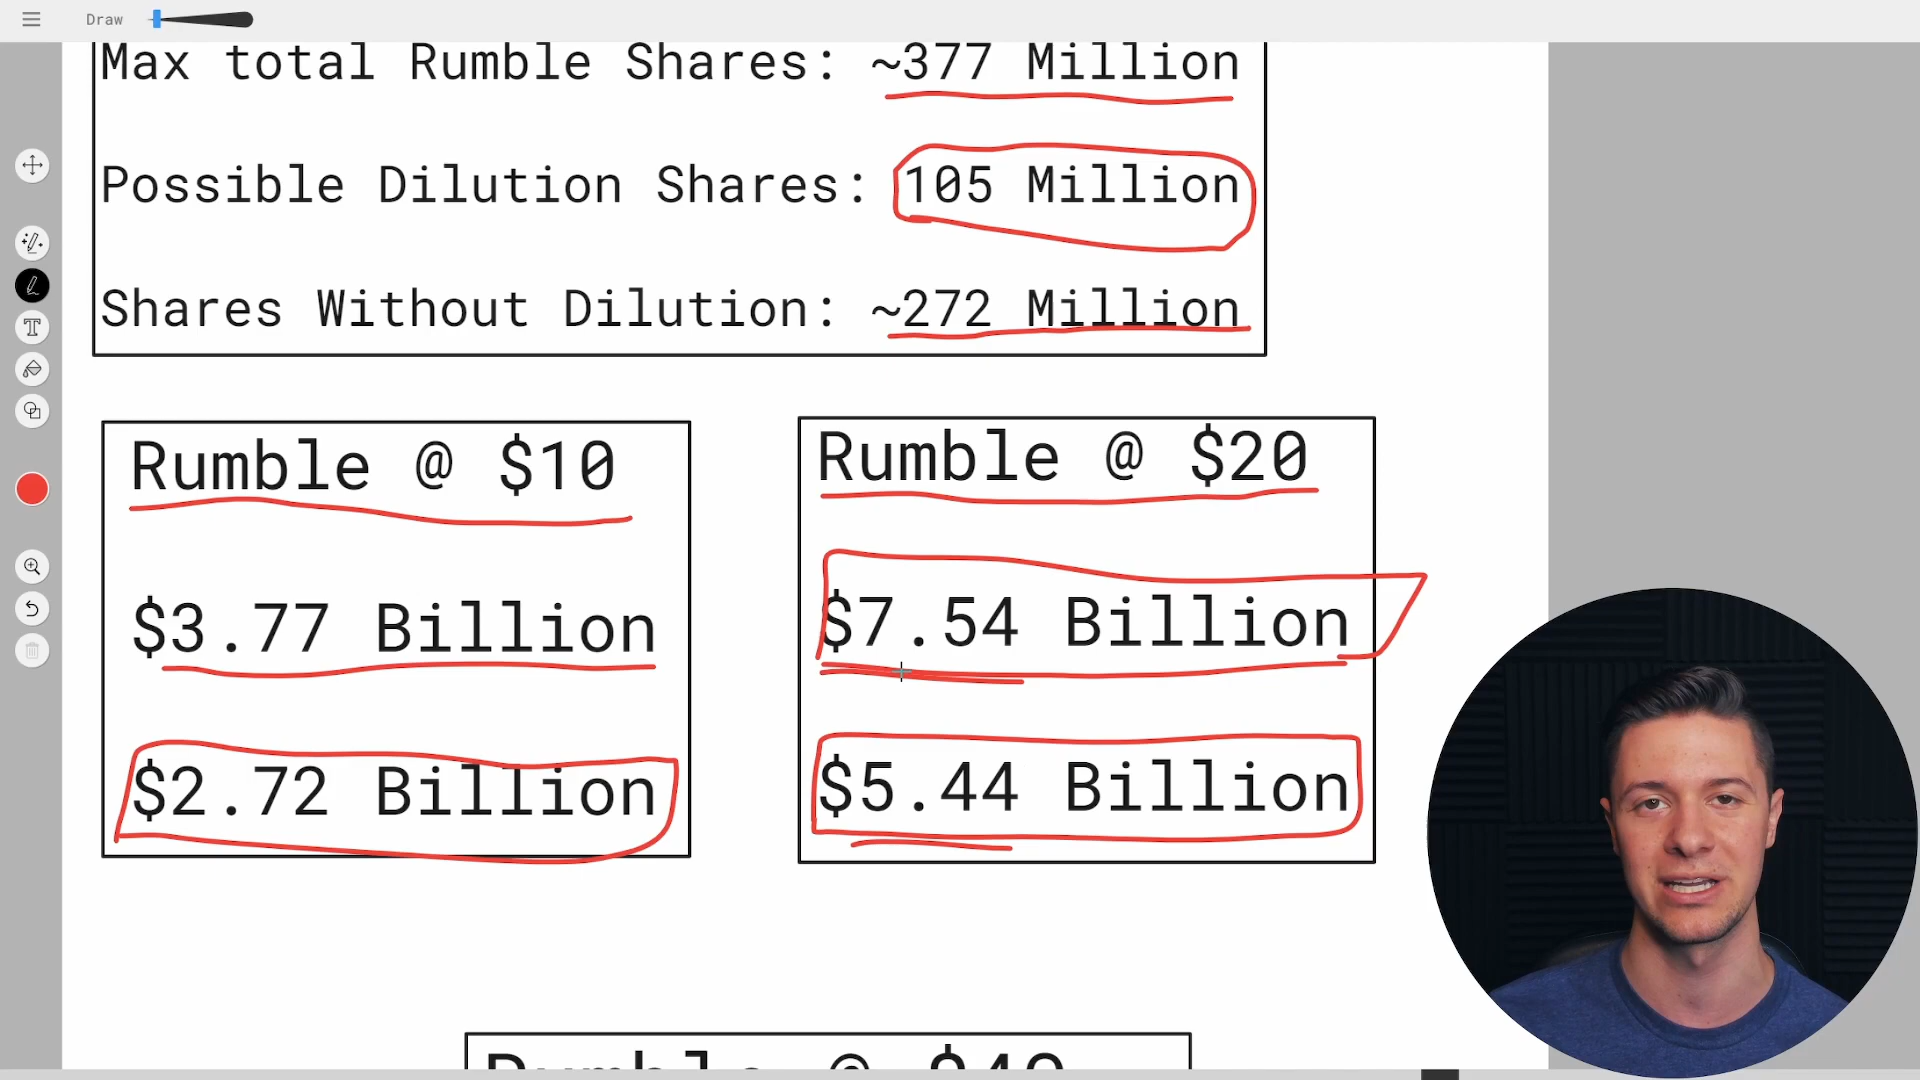 Draw
Max total Rumble Shares: ~377 Million
Possible Dilution Shares: 105 Million
Shares Without Dilution: ~272 Million
Rumble @ $10
$3.77 Billion
$2.72 Billion
Rumble @ $20
$7.54 Billion
$5.44 Billion
Rumble @